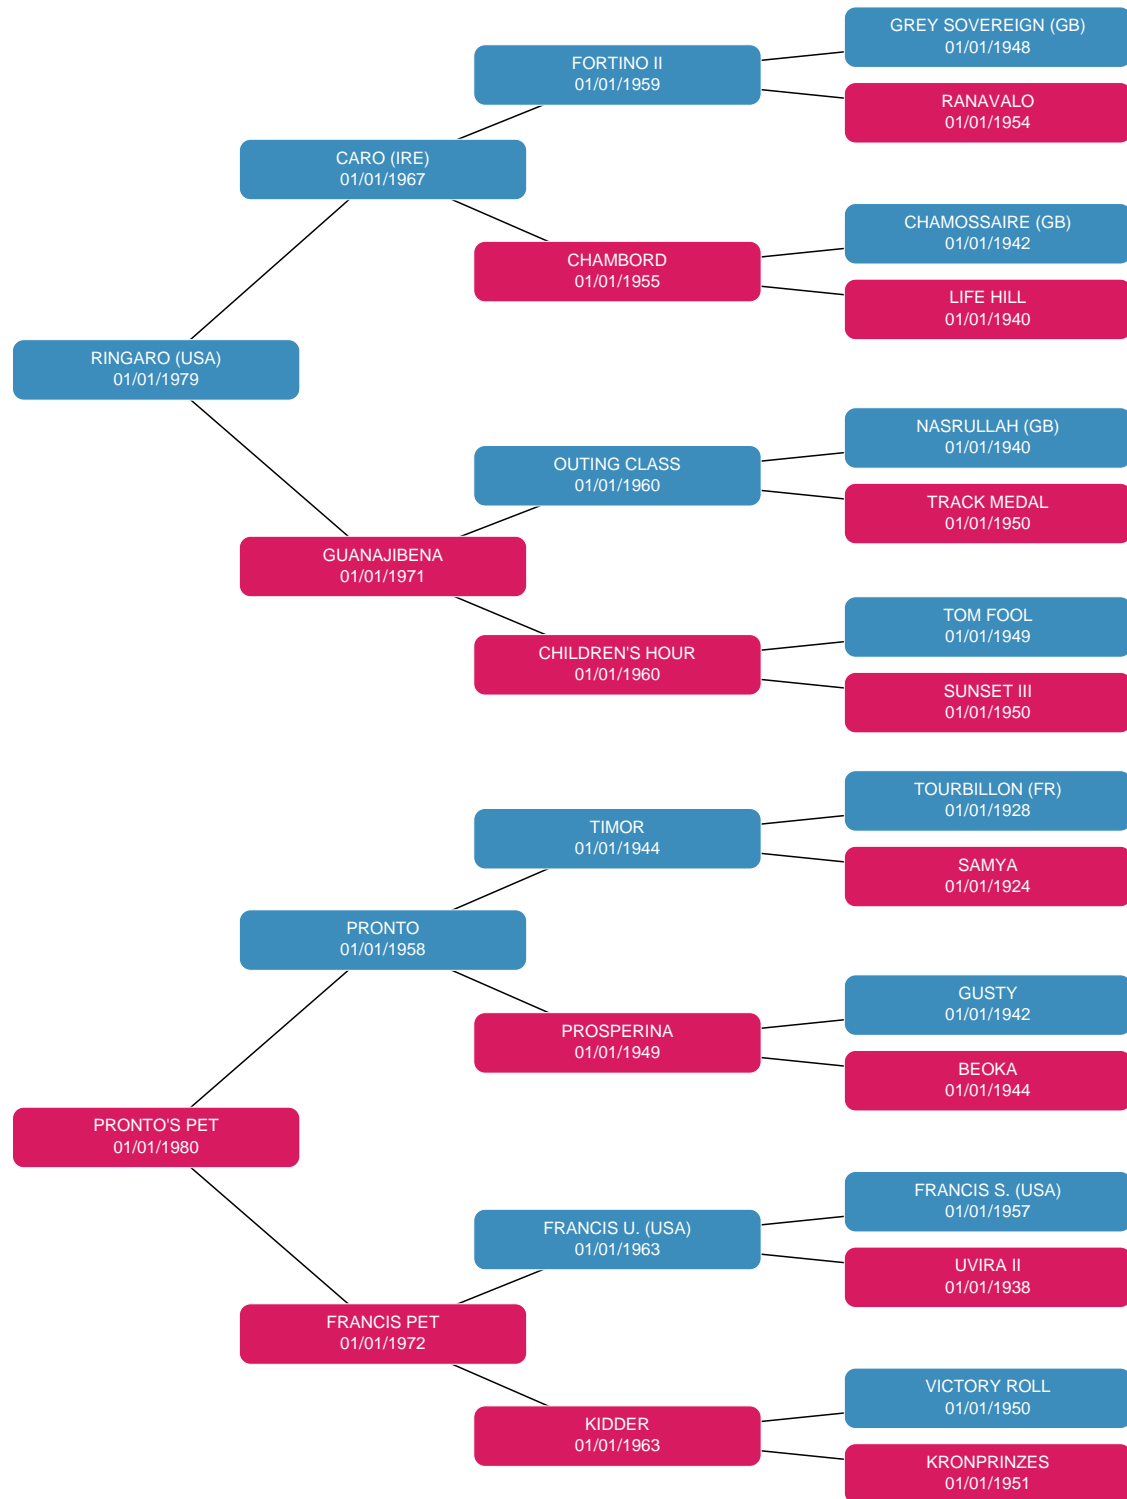 GREY SOVEREIGN (GB)
01/01/1948
FORTINO II
01/01/1959
RANAVALO
01/01/1954
CARO (IRE)
01/01/1967
CHAMOSSAIRE (GB)
01/01/1942
CHAMBORD
01/01/1955
LIFE HILL
01/01/1940
RINGARO (USA)
01/01/1979
NASRULLAH (GB)
01/01/1940
OUTING CLASS
01/01/1960
TRACK MEDAL
01/01/1950
GUANAJIBENA
01/01/1971
TOM FOOL
01/01/1949
CHILDREN'S HOUR
01/01/1960
SUNSET III
01/01/1950
TOURBILLON (FR)
01/01/1928
TIMOR
01/01/1944
SAMYA
01/01/1924
PRONTO
01/01/1958
GUSTY
01/01/1942
PROSPERINA
01/01/1949
BEOKA
01/01/1944
PRONTO'S PET
01/01/1980
FRANCIS S. (USA)
01/01/1957
FRANCIS U. (USA)
01/01/1963
UVIRA II
01/01/1938
FRANCIS PET
01/01/1972
VICTORY ROLL
01/01/1950
KIDDER
01/01/1963
KRONPRINZES
01/01/1951